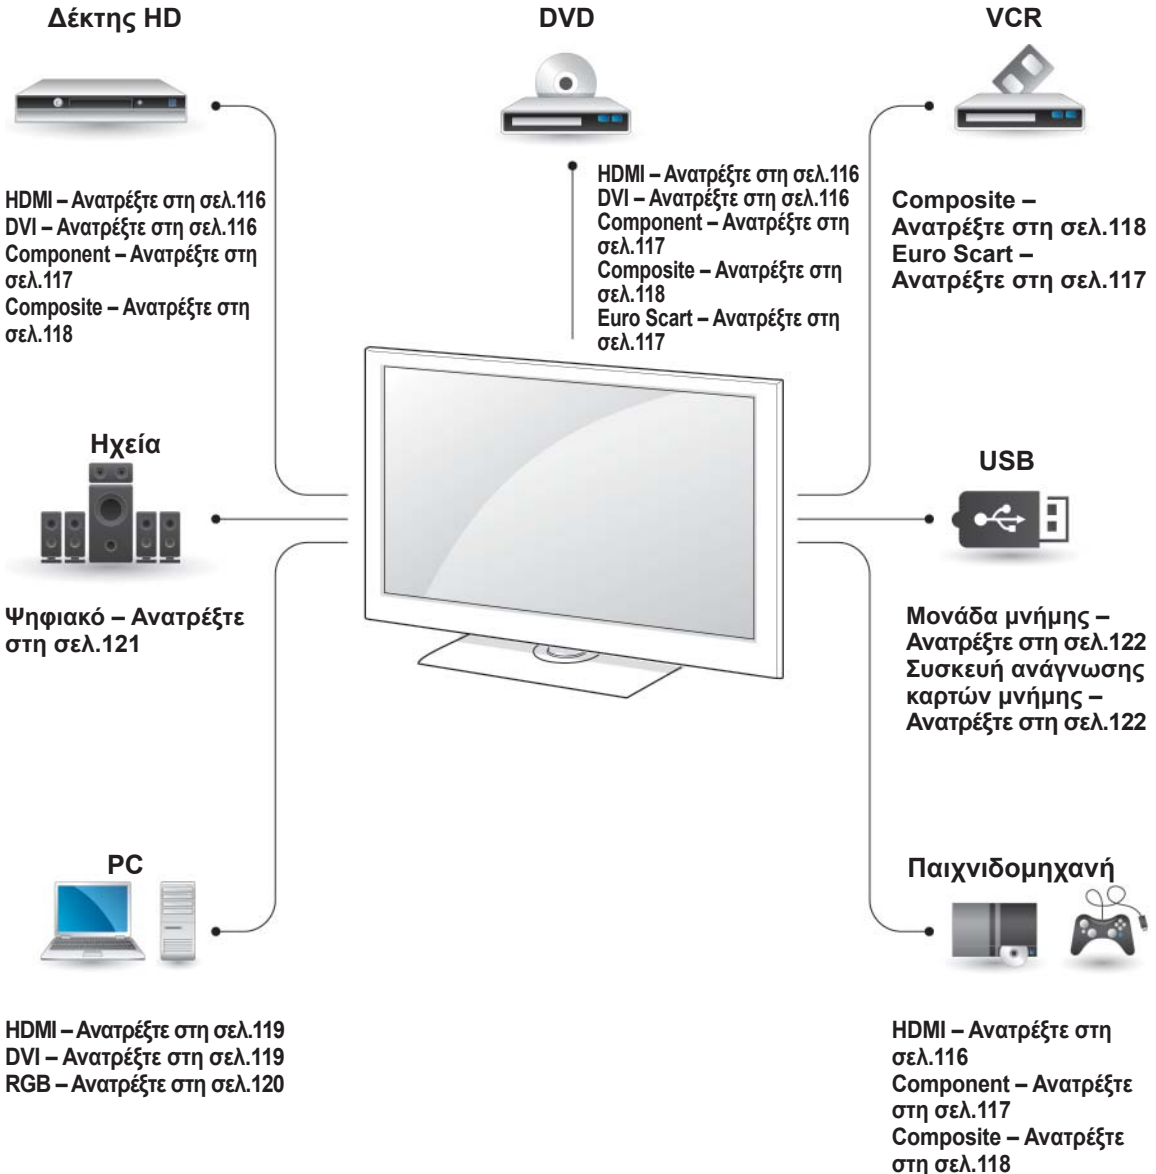 Δέκτης HD
HDMI – Ανατρέξτε στη σελ.116
DVI – Ανατρέξτε στη σελ.116
Component – Ανατρέξτε στη
σελ.117
Composite – Ανατρέξτε στη
σελ.118
DVD
HDMI – Ανατρέξτε στη σελ.116
DVI – Ανατρέξτε στη σελ.116
Component – Ανατρέξτε στη
σελ.117
Composite – Ανατρέξτε στη
σελ.118
Euro Scart – Ανατρέξτε στη
σελ.117
VCR
Composite –
Ανατρέξτε στη σελ.118
Euro Scart –
Ανατρέξτε στη σελ.117
Ηχεία
Ψηφιακό – Ανατρέξτε
στη σελ.121
USB
Μονάδα μνήμης –
Ανατρέξτε στη σελ.122
Συσκευή ανάγνωσης
καρτών μνήμης –
Ανατρέξτε στη σελ.122
PC
HDMI – Ανατρέξτε στη σελ.119
DVI – Ανατρέξτε στη σελ.119
RGB – Ανατρέξτε στη σελ.120
Παιχνιδομηχανή
HDMI – Ανατρέξτε στη
σελ.116
Component – Ανατρέξτε
στη σελ.117
Composite – Ανατρέξτε
στη σελ.118